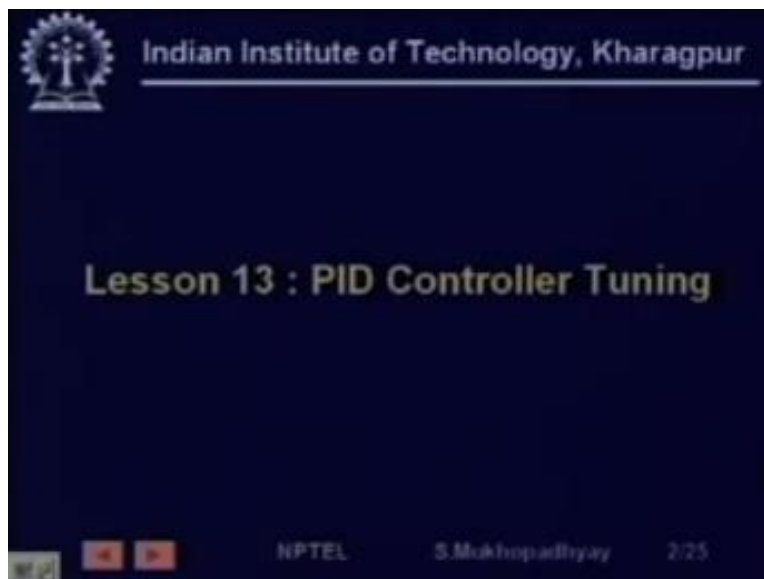 Indian Institute of Technology, Kharagpur
Lesson 13 : PID Controller Tuning
NPTEL S.Mukhopadhyay 2/25